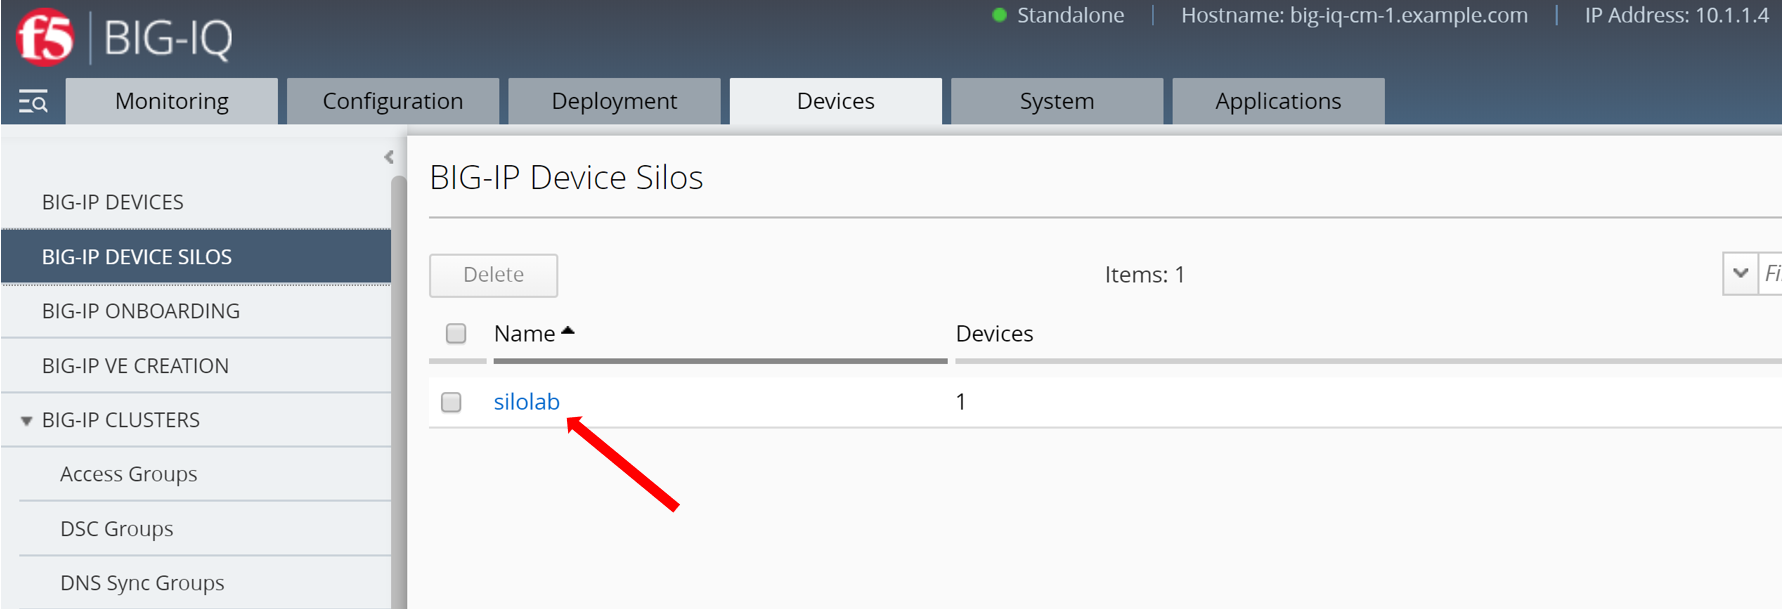 f5 BIG-IQ
Standalone Hostname: big-iq-cm-1.example.com IP Address: 10.1.1.4
Monitoring Configuration Deployment Devices System Applications
BIG-IP DEVICES
BIG-IP DEVICE SILOS
BIG-IP ONBOARDING
BIG-IP VE CREATION
BIG-IP CLUSTERS
Access Groups
DSC Groups
DNS Sync Groups
BIG-IP Device Silos
Delete Items: 1
Name Devices
silolab 1